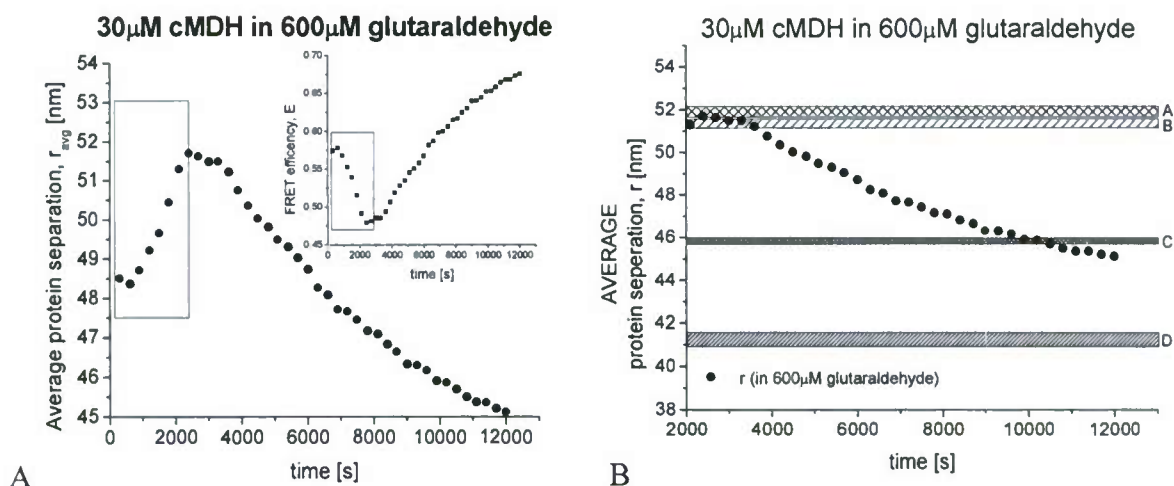 30μM cMDH in 600μM glutaraldehyde
Average protein separation, r_avg [nm]
54
53
52
51
50
49
48
47
46
45
0 2000 4000 6000 8000 10000 12000
time [s]
FRET efficency, E
0.70
0.65
0.60
0.55
0.50
0.45
0 2000 4000 6000 8000 10000 12000
time [s]
A
30μM cMDH in 600μM glutaraldehyde
AVERAGE
protein seperation, r [nm]
54
52
50
48
46
44
42
40
38
2000 4000 6000 8000 10000 12000
time [s]
A
B
C
D
r (in 600μM glutaraldehyde)
B